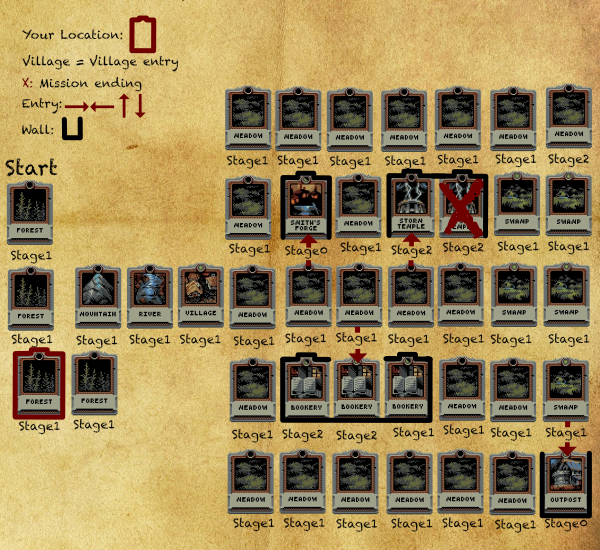 Your Location:
Village = Village entry
X: Mission ending
Entry:
Wall:
MEADOW MEADOW MEADOW MEADOW MEADOW MEADOW MEADOW
Stage1 Stage1 Stage1 Stage1 Stage1 Stage1 Stage2
Start
FOREST MEADOW SMITH'S FORGE MEADOW STORM TEMPLE SWAMP SWAMP
Stage1 Stage1 Stage0 Stage1 Stage2 Stage2 Stage1 Stage1
FOREST MOUNTAIN RIVER VILLAGE MEADOW MEADOW MEADOW MEADOW MEADOW SWAMP SWAMP
Stage1 Stage1 Stage1 Stage1 Stage1 Stage1 Stage1 Stage1 Stage1 Stage1 Stage1
FOREST FOREST MEADOW BOOKERY BOOKERY BOOKERY MEADOW MEADOW SWAMP
Stage1 Stage1 Stage1 Stage2 Stage2 Stage1 Stage1 Stage1 Stage1
MEADOW MEADOW MEADOW MEADOW MEADOW MEADOW OUTPOST
Stage1 Stage1 Stage1 Stage1 Stage1 Stage1 Stage0